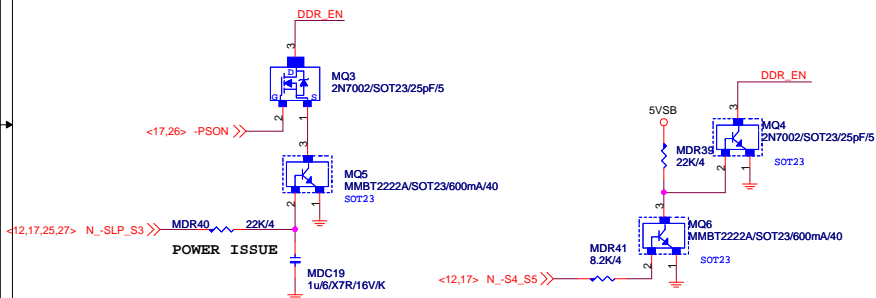 DDR_EN
3
D
G
S
MQ3
2N7002/SOT23/25pF/5
2
1
<17,26> -PSON
3
MQ5
MMBT2222A/SOT23/600mA/40
SOT23
2
1
<12,17,25,27> N_-SLP_S3
MDR40
22K/4
POWER ISSUE
MDC19
1u/6/X7R/16V/K
DDR_EN
3
5VSB
MQ4
2N7002/SOT23/25pF/5
MDR39
22K/4
SOT23
2
1
3
MQ6
MMBT2222A/SOT23/600mA/40
MDR41
8.2K/4
SOT23
2
1
<12,17> N_-S4_S5